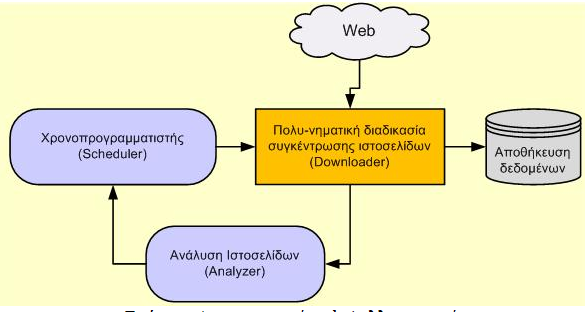 Web
Χρονοπρογραμματιστής
(Scheduler)
Πολυ-νηματική διαδικασία
συγκέντρωσης ιστοσελίδων
(Downloader)
Αποθήκευση
δεδομένων
Ανάλυση Ιστοσελίδων
(Analyzer)